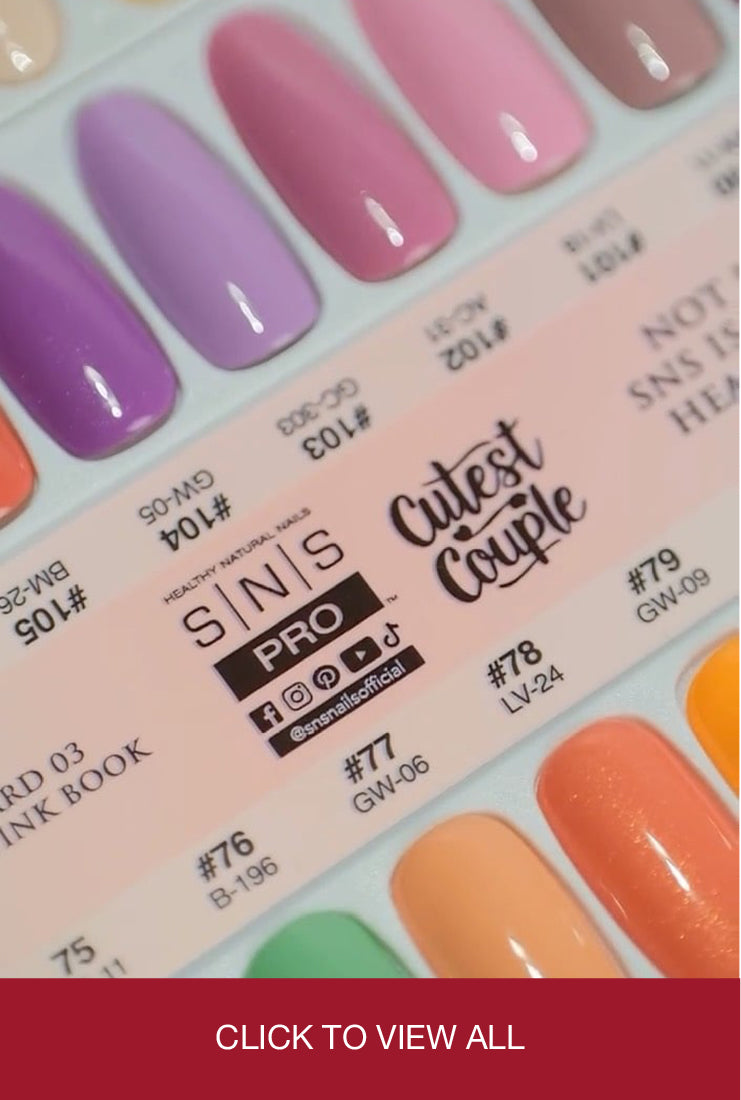 #101
#102
AC-31
#103
GC-303
#104
GW-05
#105
BM-26
NOT
SNS IS
HEA
Cutest
Couple
HEALTHY NATURAL NAILS
S|N|S
PRO™
@snsnailsofficial
RD 03
INK BOOK
75
11
#76
B-196
#77
GW-06
#78
LV-24
#79
GW-09
CLICK TO VIEW ALL